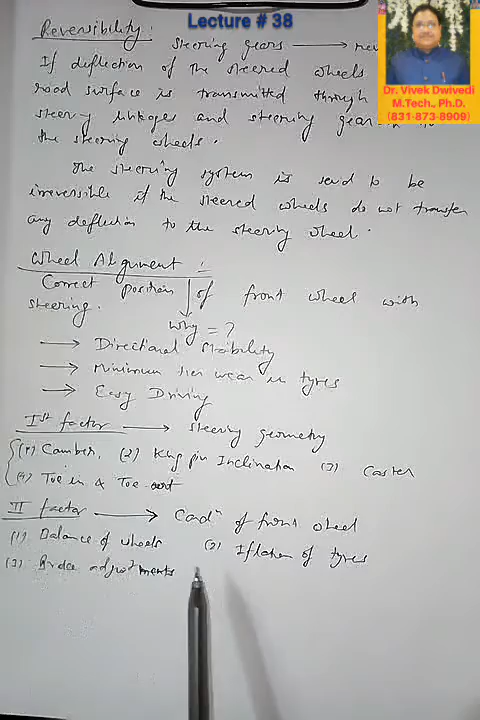 Lecture # 38
Dr. Vivek Dwivedi
M.Tech., Ph.D.
(831-873-8909)
Reversibility:
Steering gears ⟶ rev
If deflection of the steered wheels
road surface is transmitted through
steery linkages and steering gear
the steering wheels.
The steering system is said to be
irreversible if the steered wheels do not transfer
any deflection to the steering wheel.
Wheel Alignment :-
Correct position of front wheel with
steering.
Why = ?
⟶ Directional Stability
⟶ Minimum tier wear in tyres
⟶ Easy Driving
Ist factor ⟶ steering geometry
(1) Camber, (2) King pin Inclination (3) Caster
(4) Toe in & Toe-out
II factor ⟶ Condn of front wheel
(1) Balance of wheels (2) Iflation of tyres
(3) Brake adjustments